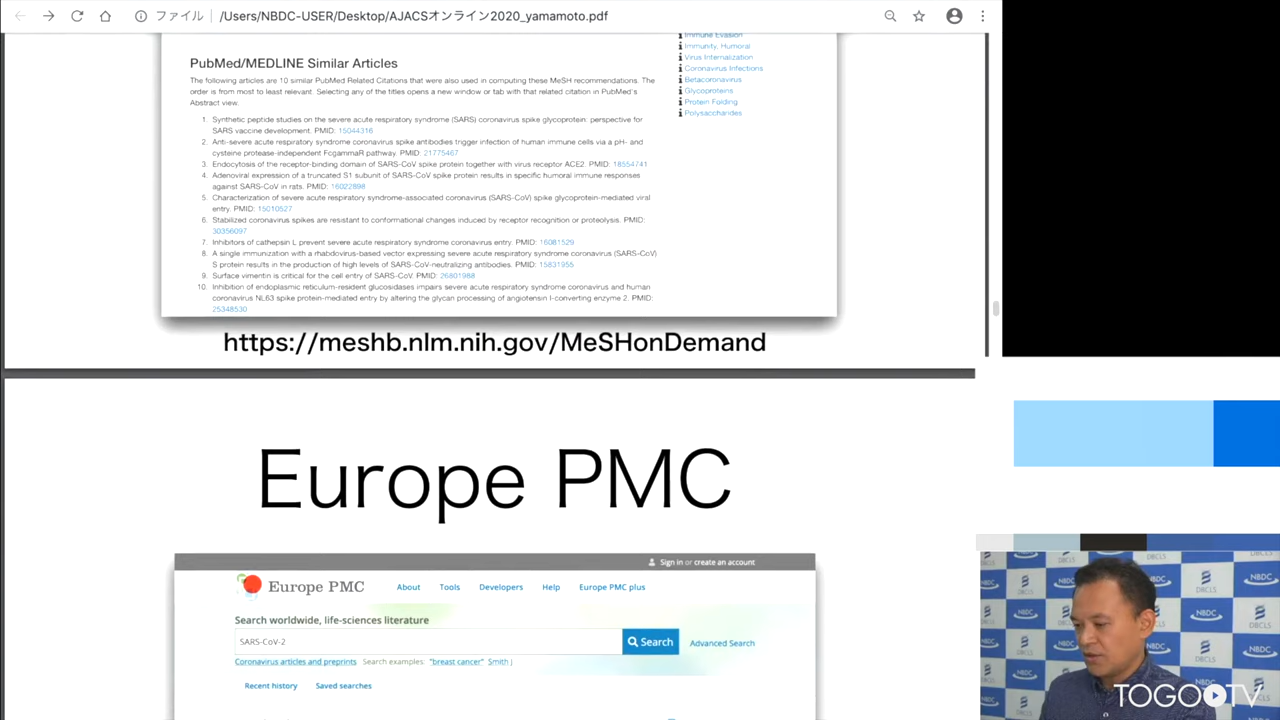 ファイル
/Users/NBDC-USER/Desktop/AJACSオンライン2020_yamamoto.pdf
PubMed/MEDLINE Similar Articles
The following articles are 10 similar PubMed Related Citations that were also used in computing these MeSH recommendations. The
order is from most to least relevant. Selecting any of the titles opens a new window or tab with that related citation in PubMed's
Abstract view.
1. Synthetic peptide studies on the severe acute respiratory syndrome (SARS) coronavirus spike glycoprotein: perspective for
SARS vaccine development. PMID: 15044316
2. Anti-severe acute respiratory syndrome coronavirus spike antibodies trigger infection of human immune cells via a pH- and
cysteine protease-independent FcgammaR pathway. PMID: 21775467
3. Endocytosis of the receptor-binding domain of SARS-CoV spike protein together with virus receptor ACE2. PMID: 18554741
4. Adenoviral expression of a truncated S1 subunit of SARS-CoV spike protein results in specific humoral immune responses
against SARS-CoV in rats. PMID: 16022898
5. Characterization of severe acute respiratory syndrome-associated coronavirus (SARS-CoV) spike glycoprotein-mediated viral
entry. PMID: 15010527
6. Stabilized coronavirus spikes are resistant to conformational changes induced by receptor recognition or proteolysis. PMID:
30356097
7. Inhibitors of cathepsin L prevent severe acute respiratory syndrome coronavirus entry. PMID: 16081529
8. A single immunization with a rhabdovirus-based vector expressing severe acute respiratory syndrome coronavirus (SARS-CoV)
S protein results in the production of high levels of SARS-CoV-neutralizing antibodies. PMID: 15831955
9. Surface vimentin is critical for the cell entry of SARS-CoV. PMID: 26801988
10. Inhibition of endoplasmic reticulum-resident glucosidases impairs severe acute respiratory syndrome coronavirus and human
coronavirus NL63 spike protein-mediated entry by altering the glycan processing of angiotensin I-converting enzyme 2. PMID:
25348530
Immune Evasion
Immunity, Humoral
Virus Internalization
Coronavirus Infections
Betacoronavirus
Glycoproteins
Protein Folding
Polysaccharides
https://meshb.nlm.nih.gov/MeSHonDemand
Europe PMC
Sign in or create an account
Europe PMC
About Tools Developers Help Europe PMC plus
Search worldwide, life-sciences literature
SARS-CoV-2
Search
Advanced Search
Coronavirus articles and preprints Search examples: "breast cancer" Smith J
Recent history Saved searches
NBDC
DBCLS
TOGO TV